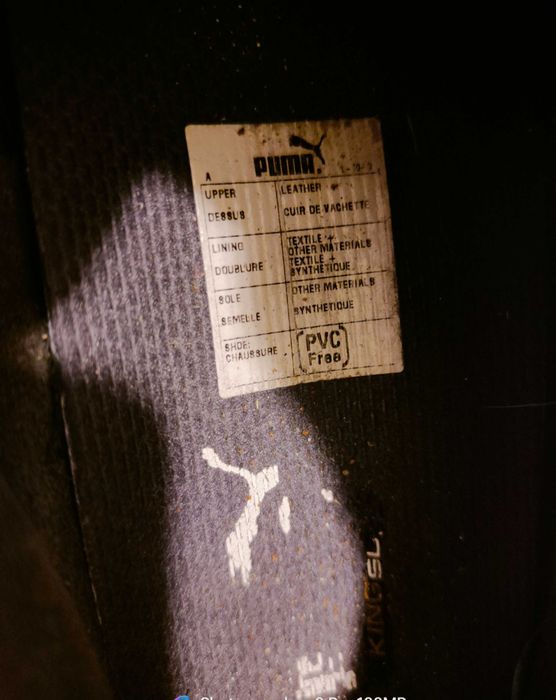 PUMA
A
UPPER
DESSUS
LEATHER
CUIR DE VACHETTE
LINING
DOUBLURE
TEXTILE +
OTHER MATERIALS
TEXTILE +
SYNTHETIQUE
SOLE
SEMELLE
OTHER MATERIALS
SYNTHETIQUE
SHOE:
CHAUSSURE
PVC
Free
KING SL.